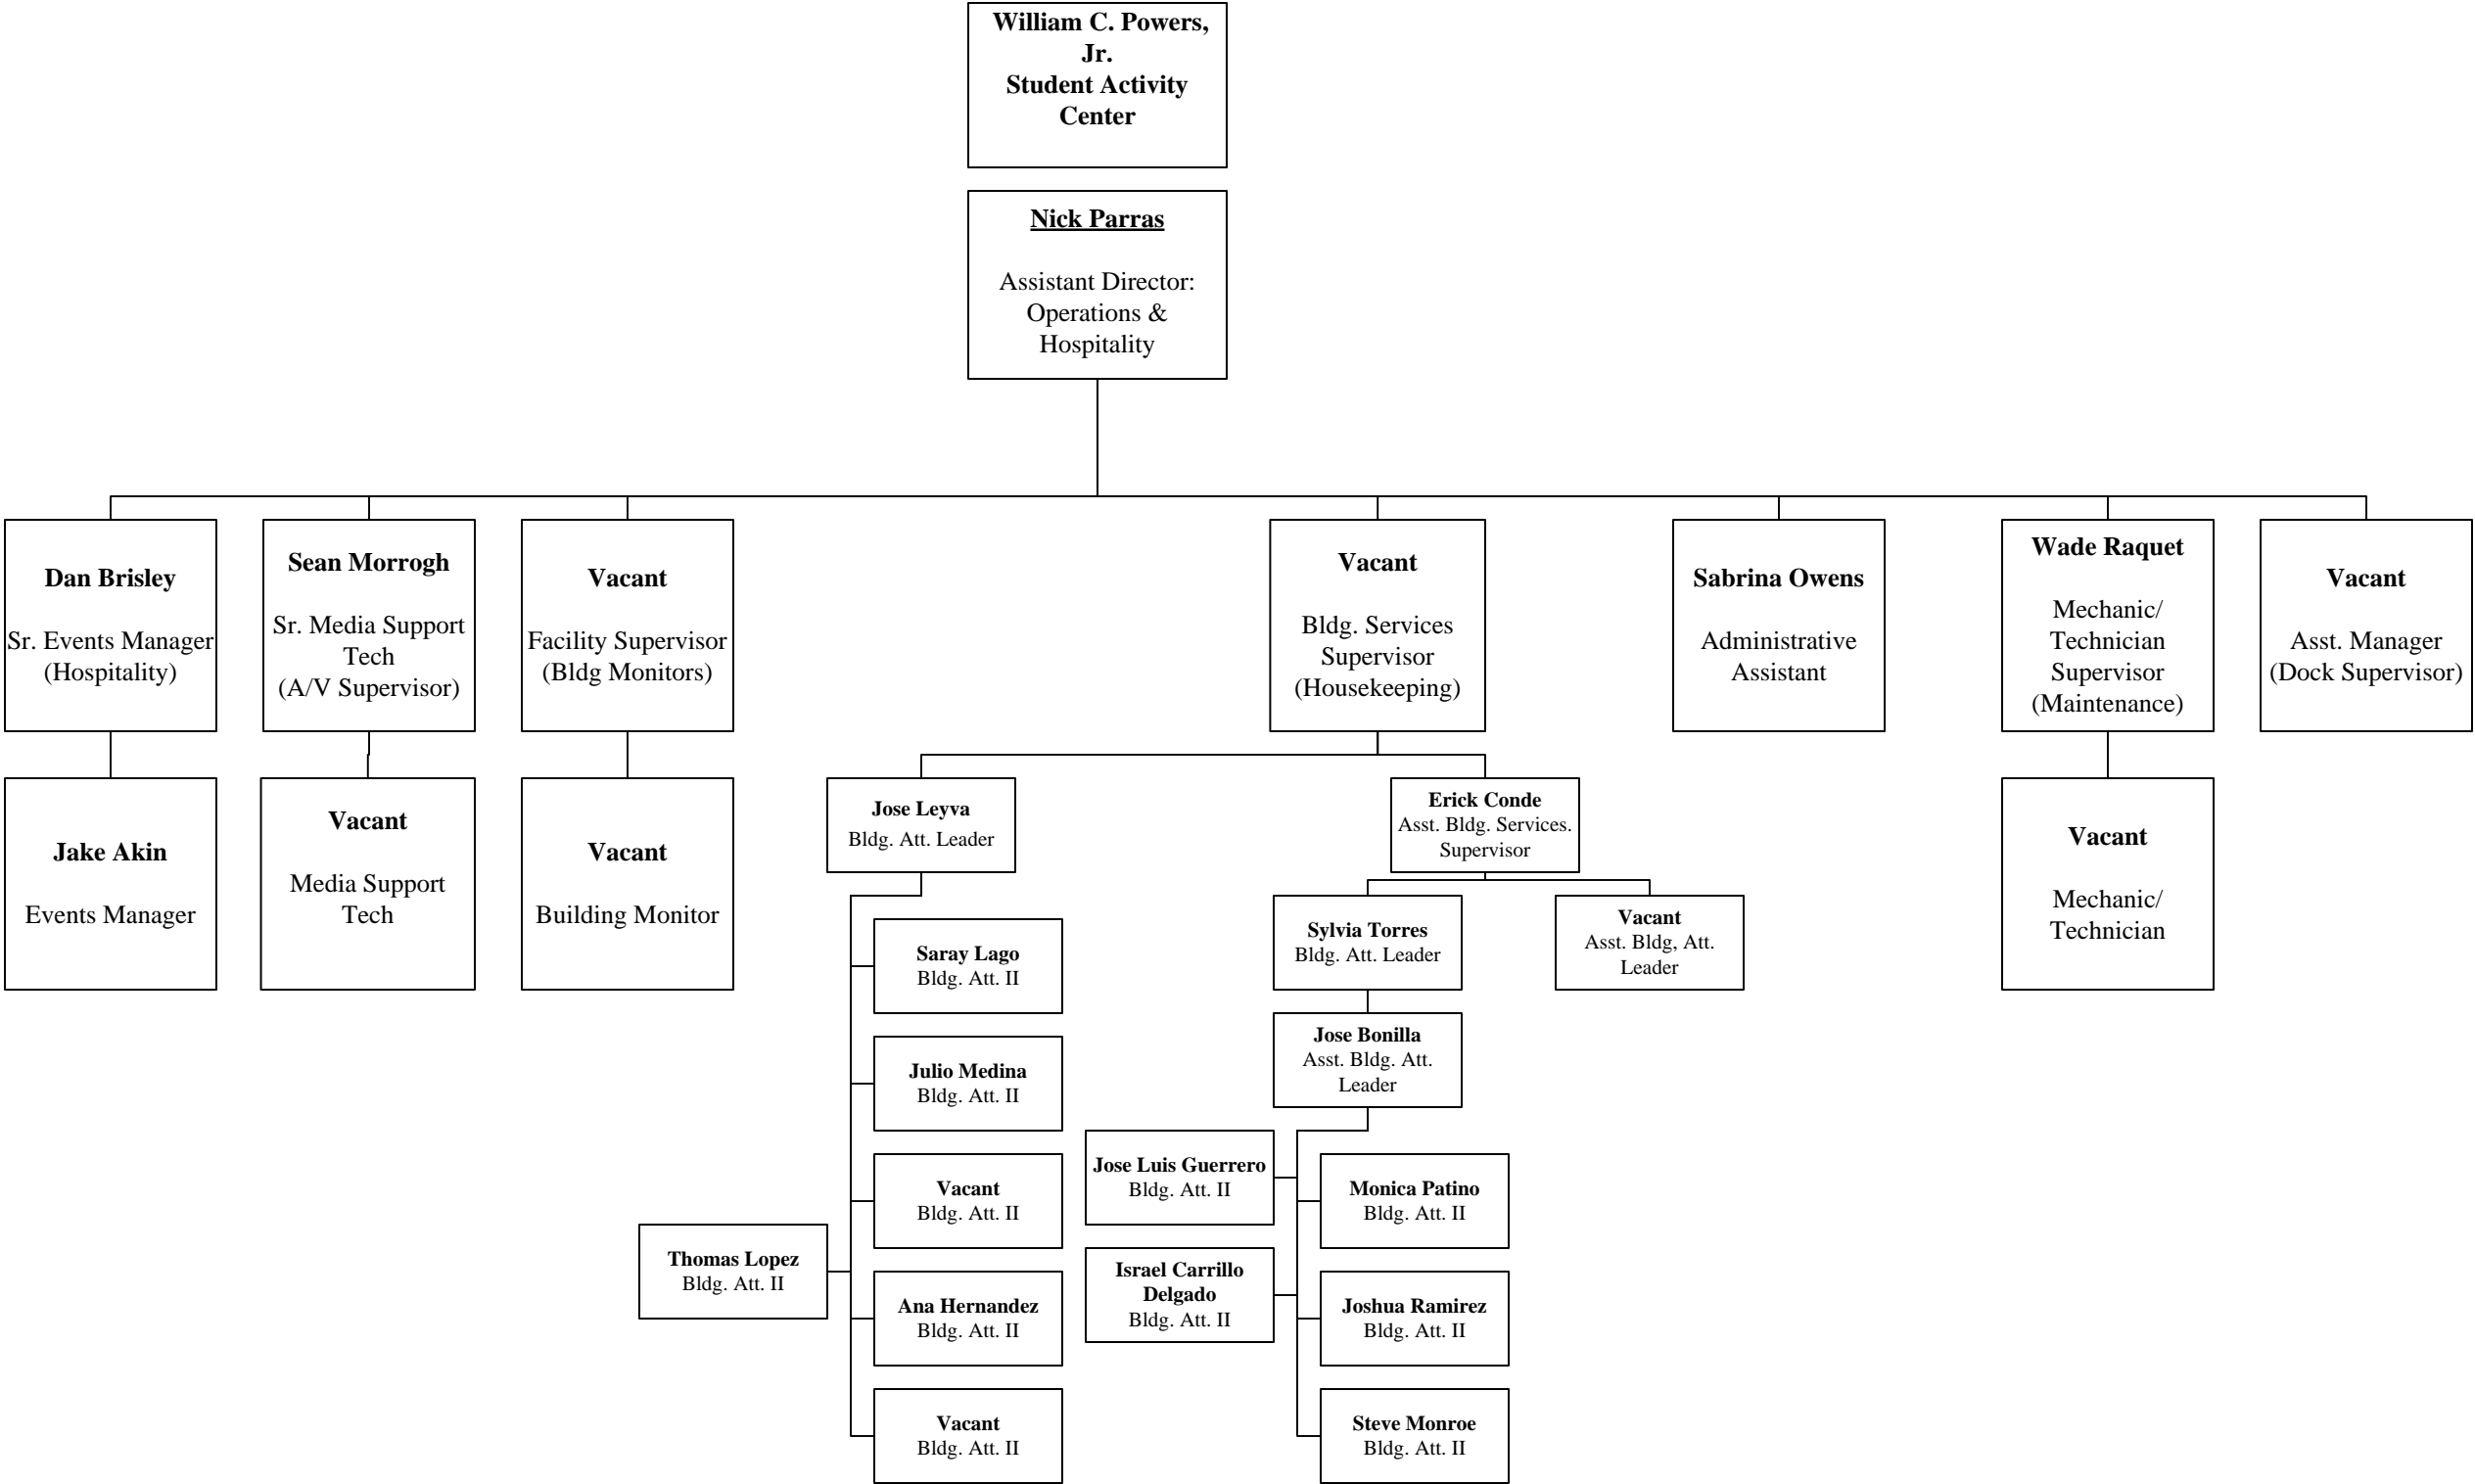 William C. Powers,
Jr.
Student Activity
Center
Nick Parras
Assistant Director:
Operations &
Hospitality
Dan Brisley
Sr. Events Manager
(Hospitality)
Sean Morrogh
Sr. Media Support
Tech
(A/V Supervisor)
Vacant
Facility Supervisor
(Bldg Monitors)
Vacant
Bldg. Services
Supervisor
(Housekeeping)
Sabrina Owens
Administrative
Assistant
Wade Raquet
Mechanic/
Technician
Supervisor
(Maintenance)
Vacant
Asst. Manager
(Dock Supervisor)
Jake Akin
Events Manager
Vacant
Media Support
Tech
Vacant
Building Monitor
Jose Leyva
Bldg. Att. Leader
Erick Conde
Asst. Bldg. Services.
Supervisor
Vacant
Mechanic/
Technician
Saray Lago
Bldg. Att. II
Julio Medina
Bldg. Att. II
Vacant
Bldg. Att. II
Thomas Lopez
Bldg. Att. II
Ana Hernandez
Bldg. Att. II
Vacant
Bldg. Att. II
Sylvia Torres
Bldg. Att. Leader
Vacant
Asst. Bldg, Att.
Leader
Jose Bonilla
Asst. Bldg. Att.
Leader
Jose Luis Guerrero
Bldg. Att. II
Monica Patino
Bldg. Att. II
Israel Carrillo
Delgado
Bldg. Att. II
Joshua Ramirez
Bldg. Att. II
Steve Monroe
Bldg. Att. II